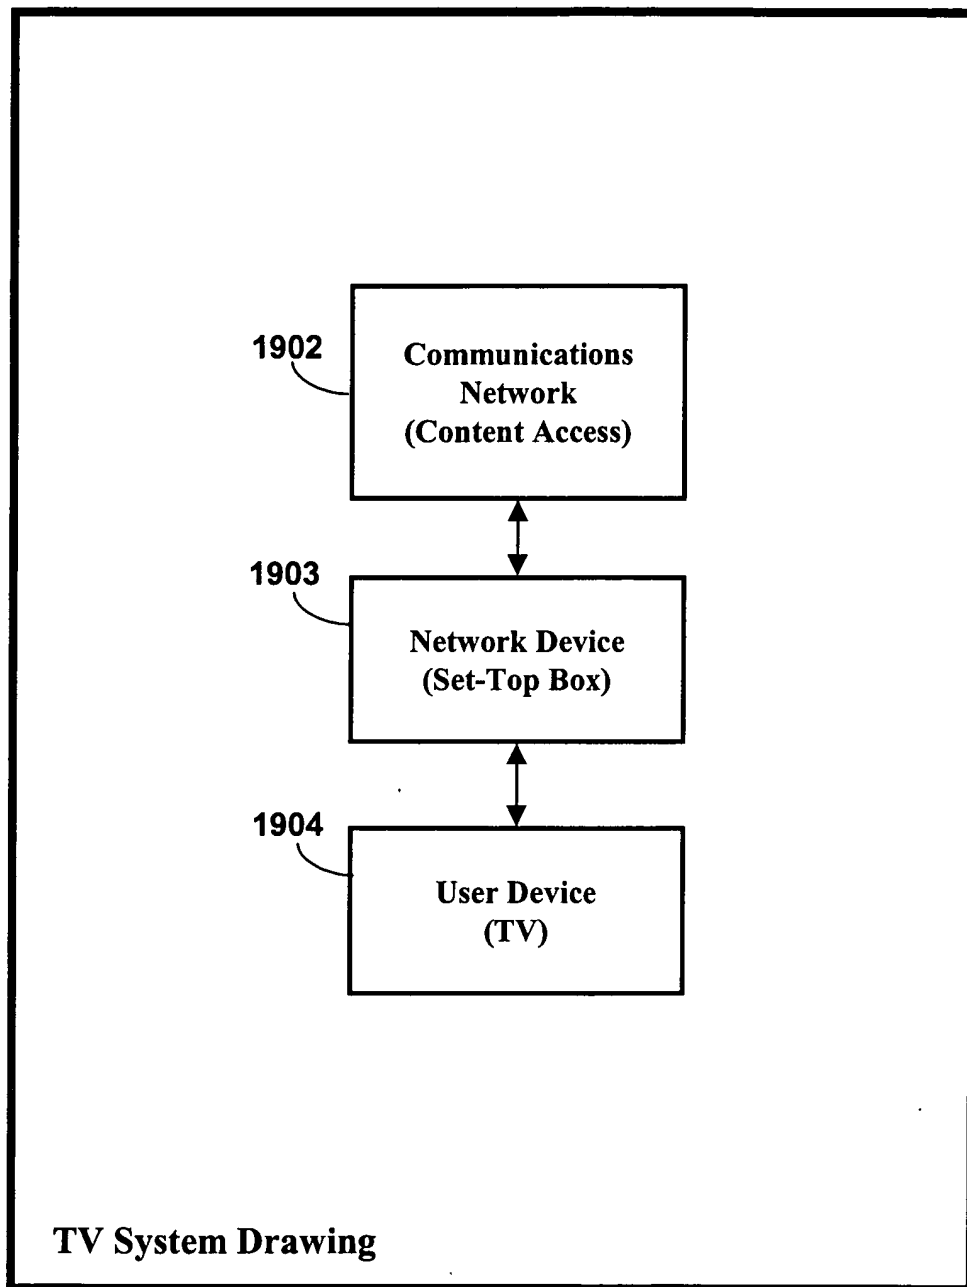 1902
Communications
Network
(Content Access)
1903
Network Device
(Set-Top Box)
1904
User Device
(TV)
TV System Drawing